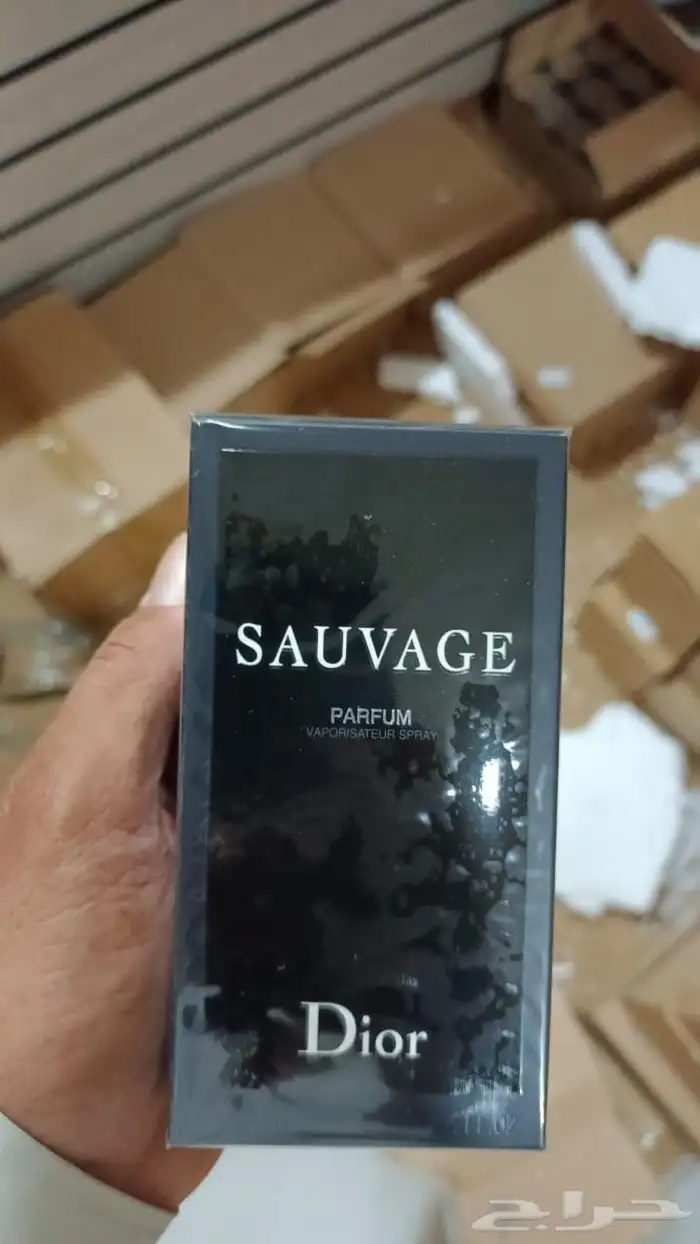 SAUVAGE
PARFUM
VAPORISATEUR SPRAY
Dior
حراج